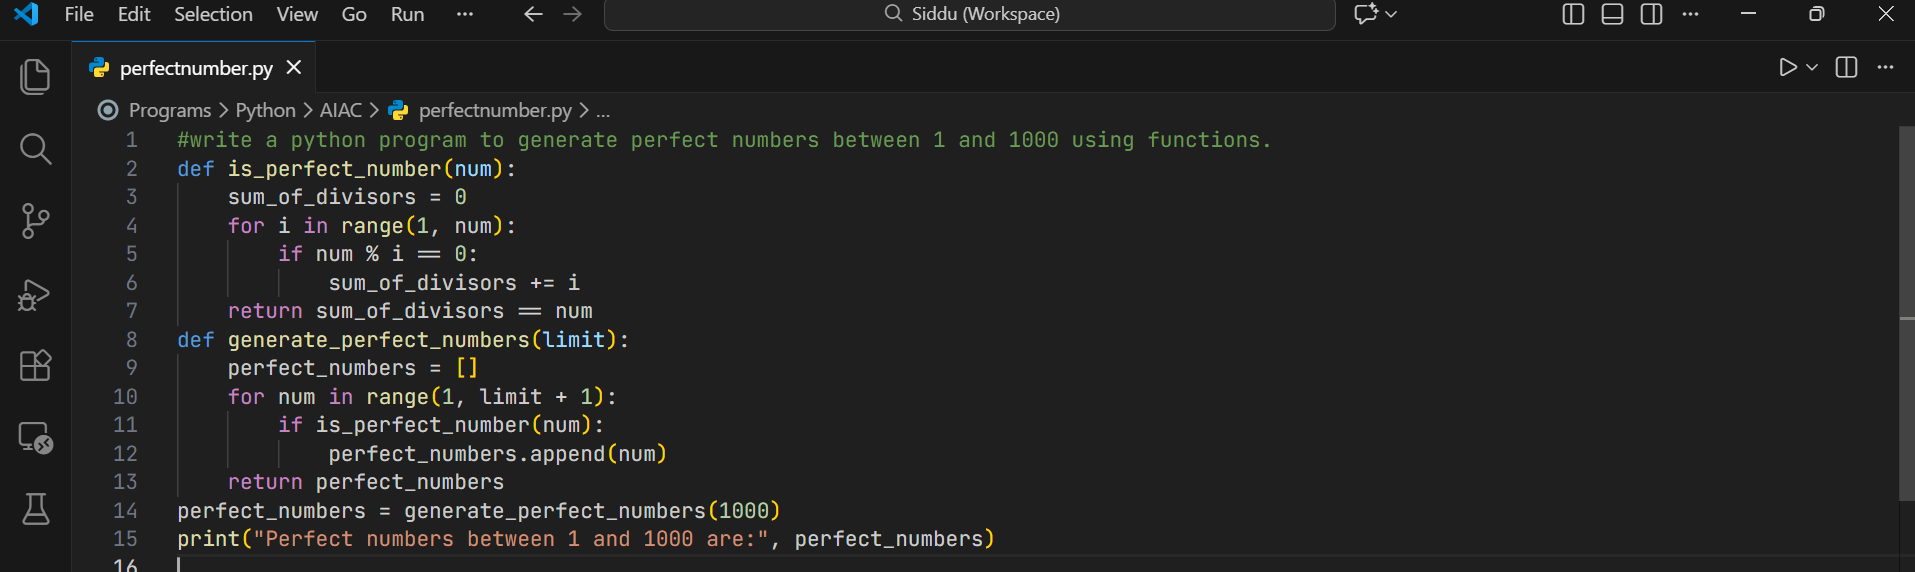 File Edit Selection View Go Run ···
Siddu (Workspace)
perfectnumber.py
Programs > Python > AIAC > perfectnumber.py > ...
1 #write a python program to generate perfect numbers between 1 and 1000 using functions.
2 def is_perfect_number(num):
3     sum_of_divisors = 0
4     for i in range(1, num):
5         if num % i == 0:
6             sum_of_divisors += i
7     return sum_of_divisors == num
8 def generate_perfect_numbers(limit):
9     perfect_numbers = []
10     for num in range(1, limit + 1):
11         if is_perfect_number(num):
12             perfect_numbers.append(num)
13     return perfect_numbers
14 perfect_numbers = generate_perfect_numbers(1000)
15 print("Perfect numbers between 1 and 1000 are:", perfect_numbers)
16